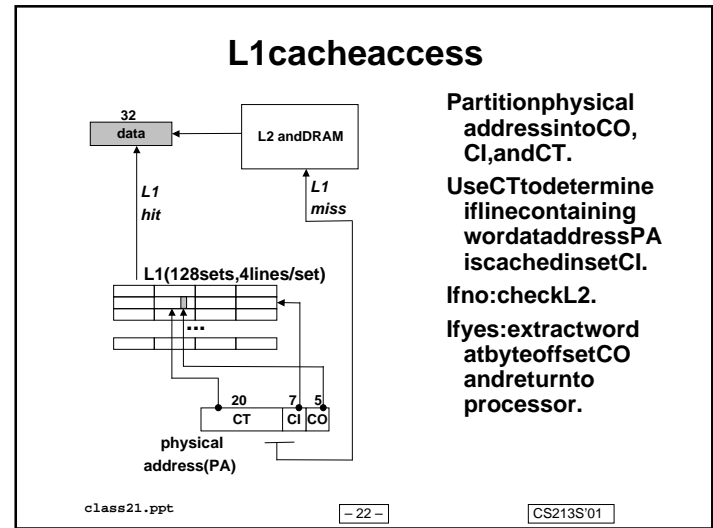 L1cacheaccess
32
data
L2 andDRAM
L1
hit
L1
miss
L1(128sets,4lines/set)
...
20
7
5
CT
CI
CO
physical
address(PA)
Partitionphysical
addressintoCO,
CI,andCT.
UseCTtodetermine
iflinecontaining
wordataddressPA
iscachedinsetCI.
Ifno:checkL2.
Ifyes:extractword
atbyteoffsetCO
andreturnto
processor.
class21.ppt
– 22 –
CS213S'01